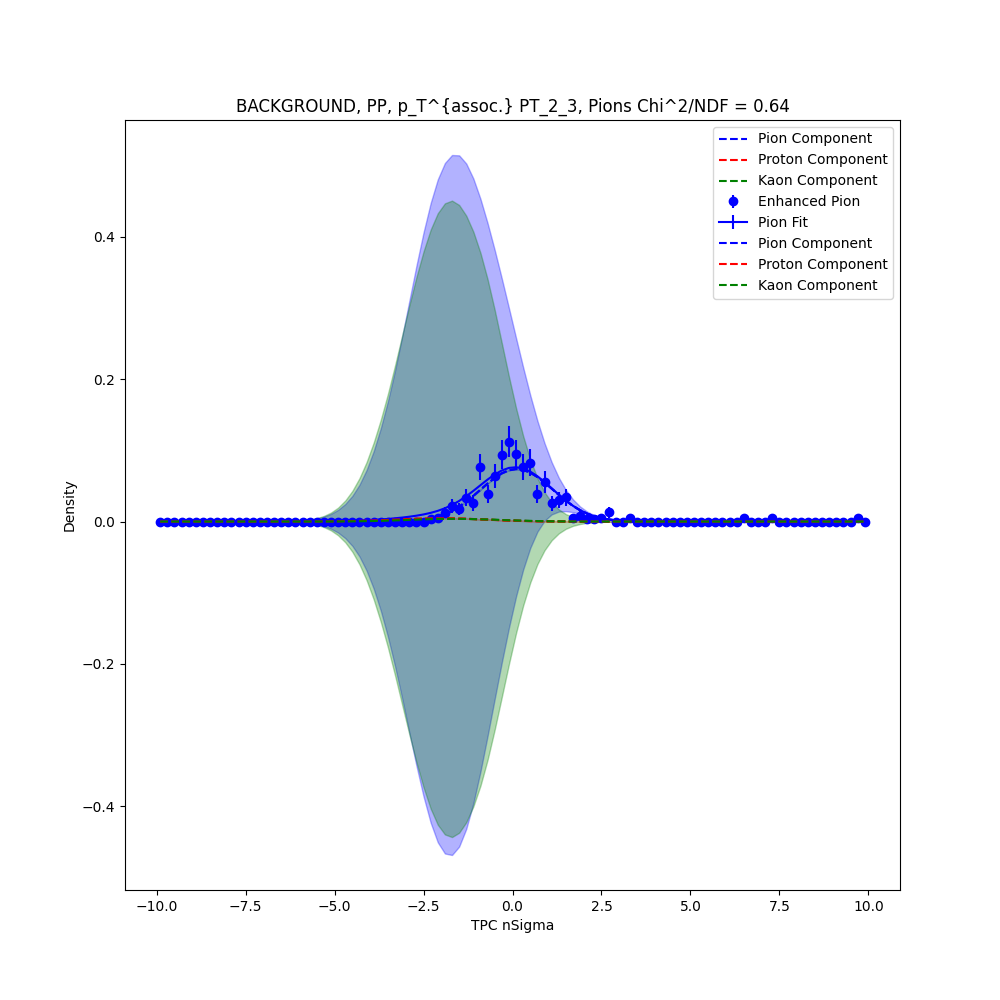 BACKGROUND, PP, p_T^{assoc.} PT_2_3, Pions Chi^2/NDF = 0.64
Pion Component
Proton Component
Kaon Component
Enhanced Pion
Pion Fit
Pion Component
Proton Component
Kaon Component
Density
0.4
0.2
0.0
−0.2
−0.4
−10.0 −7.5 −5.0 −2.5 0.0 2.5 5.0 7.5 10.0
TPC nSigma